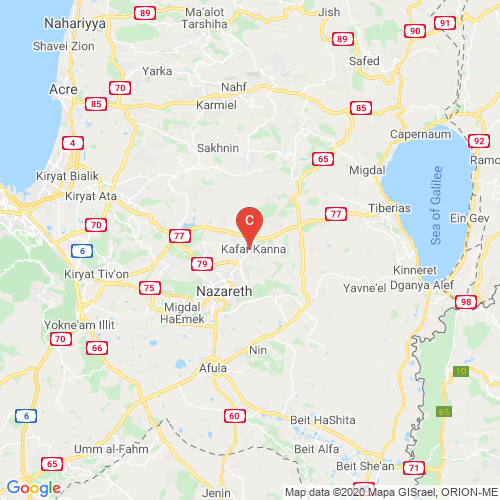 89
Ma'alot
Tarshiha
Jish
Nahariyya
Shavei Zion
89
90
91
Safed
Yarka
70
Nahf
Acre
85
Karmiel
85
4
Sakhnin
Capernaum
92
65
Ramo
Migdal
Kiryat Bialik
Kiryat Ata
C
Tiberias
77
Ein Gev
Sea of Galilee
70
77
6
Kafar Kanna
79
Kiryat Tiv'on
Kinneret
Dganya Alef
75
Nazareth
Yavne'el
98
Migdal
HaEmek
Yokne'am Illit
70
66
Nin
Afula
10
6
60
65
Beit HaShita
Umm al-Fahm
Beit Alfa
65
Beit She'an
71
Google
Jenin
Map data ©2020 Mapa GISrael, ORION-ME